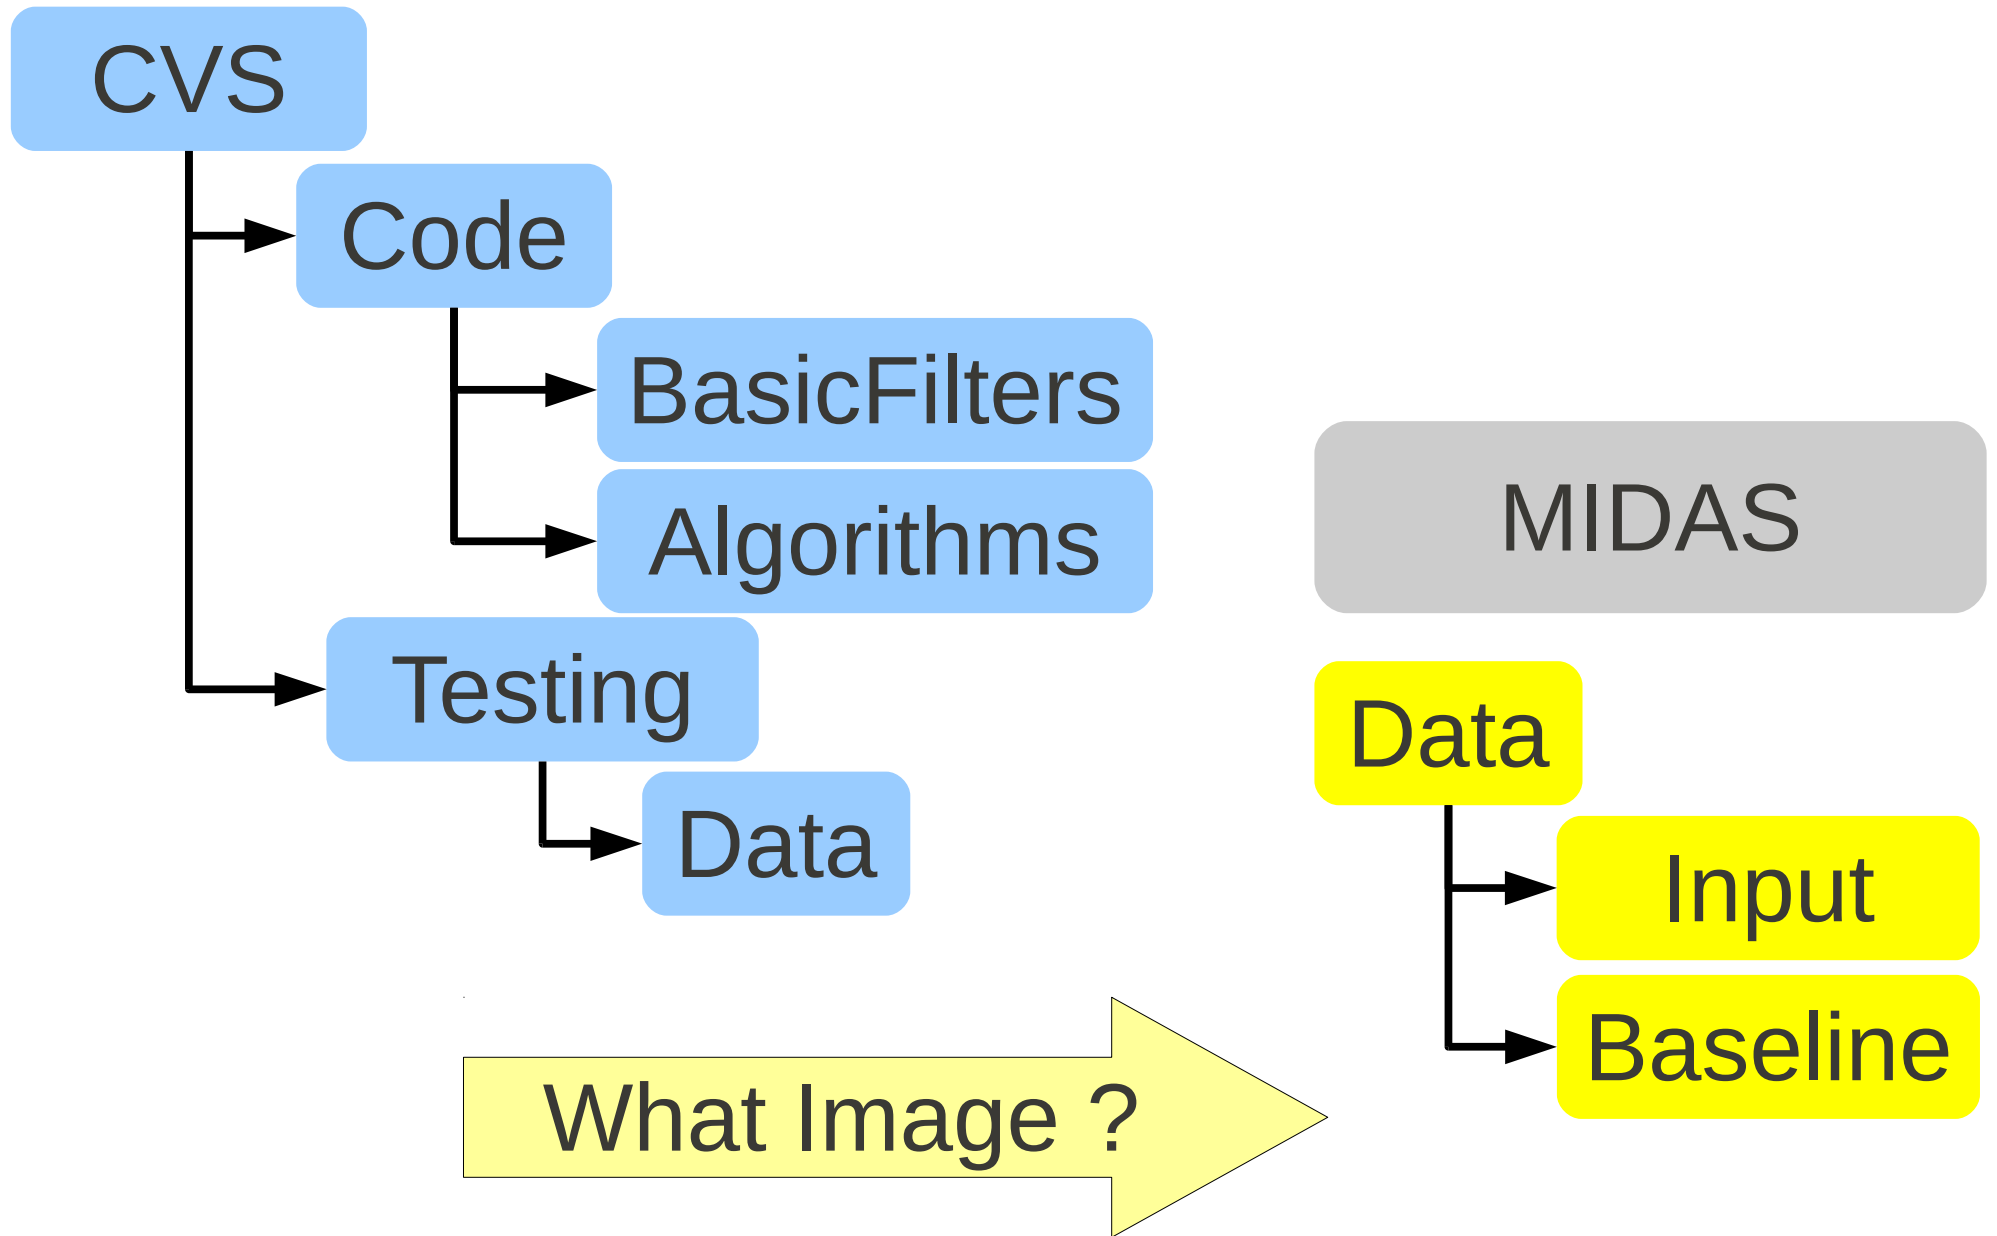 CVS
Code
BasicFilters
Algorithms
Testing
Data
MIDAS
Data
Input
Baseline
What Image ?